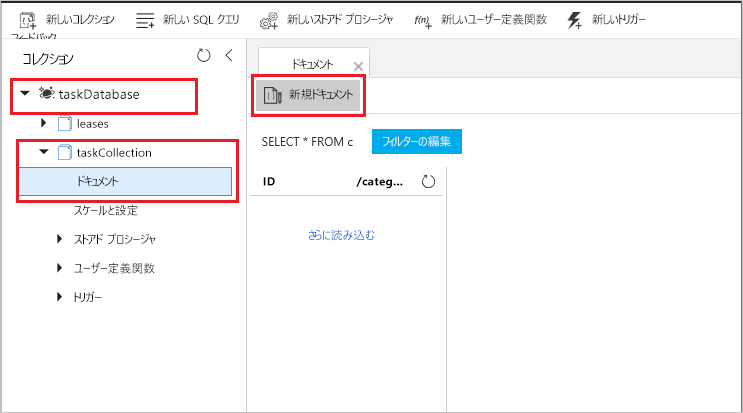 新しいコレクション 新しい SQL クエリ 新しいストアド プロシージャ f(n) 新しいユーザー定義関数 新しいトリガー
フィードバック
コレクション
ドキュメント
taskDatabase
新規ドキュメント
leases
SELECT * FROM c フィルターの編集
taskCollection
ドキュメント
ID /categ...
スケールと設定
ストアド プロシージャ
さらに読み込む
ユーザー定義関数
トリガー